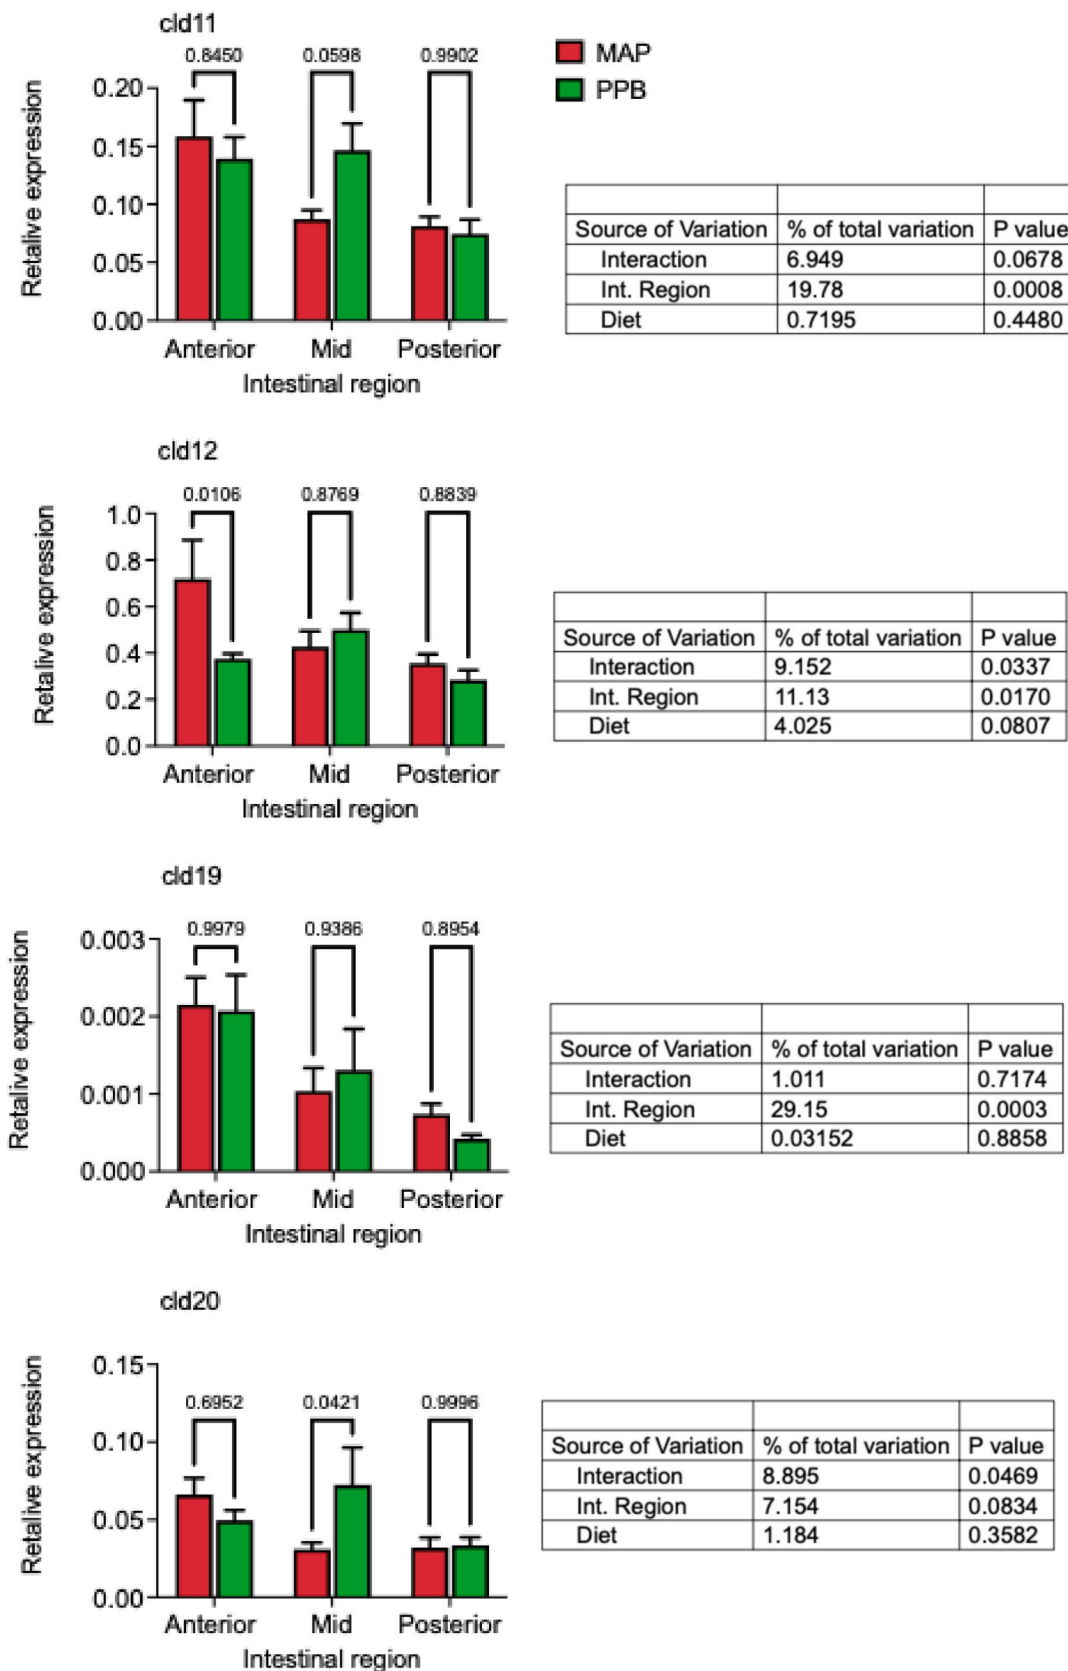 cld11
0.8450 0.0598 0.9902
MAP
PPB
Retalive expression
0.20
0.15
0.10
0.05
0.00
Anterior Mid Posterior
Intestinal region
Source of Variation % of total variation P value
Interaction 6.949 0.0678
Int. Region 19.78 0.0008
Diet 0.7195 0.4480
cld12
0.0106 0.8769 0.8839
Retalive expression
1.0
0.8
0.6
0.4
0.2
0.0
Anterior Mid Posterior
Intestinal region
Source of Variation % of total variation P value
Interaction 9.152 0.0337
Int. Region 11.13 0.0170
Diet 4.025 0.0807
cld19
0.9979 0.9386 0.8954
Retalive expression
0.003
0.002
0.001
0.000
Anterior Mid Posterior
Intestinal region
Source of Variation % of total variation P value
Interaction 1.011 0.7174
Int. Region 29.15 0.0003
Diet 0.03152 0.8858
cld20
0.6952 0.0421 0.9996
Retalive expression
0.15
0.10
0.05
0.00
Anterior Mid Posterior
Intestinal region
Source of Variation % of total variation P value
Interaction 8.895 0.0469
Int. Region 7.154 0.0834
Diet 1.184 0.3582